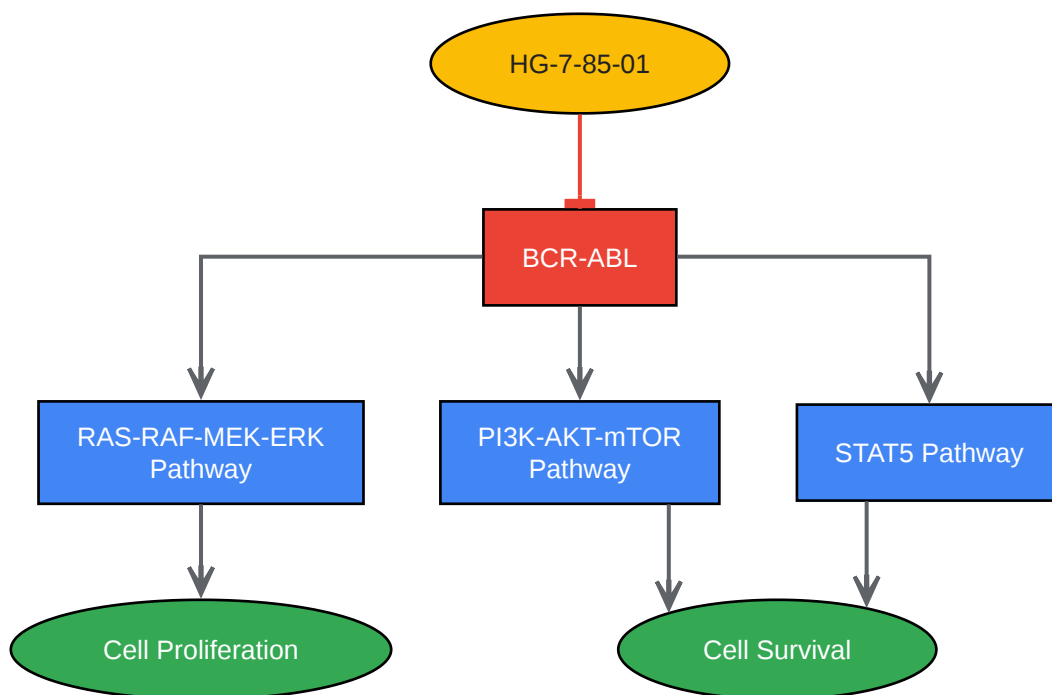 HG-7-85-01
BCR-ABL
RAS-RAF-MEK-ERK
Pathway
PI3K-AKT-mTOR
Pathway
STAT5 Pathway
Cell Proliferation
Cell Survival